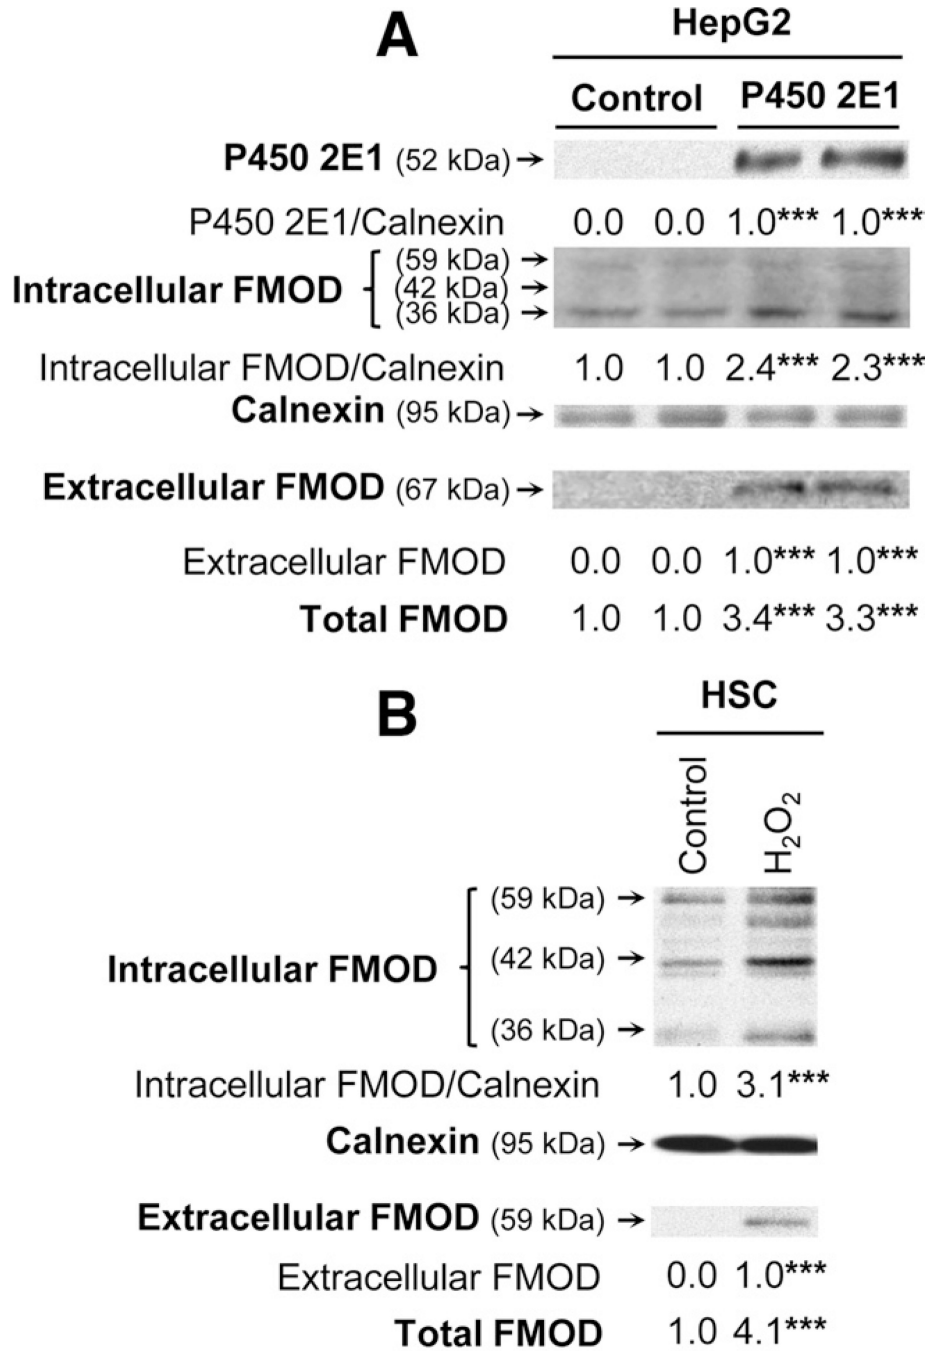 A
HepG2
Control P450 2E1
P450 2E1 (52 kDa)→
P450 2E1/Calnexin 0.0 0.0 1.0*** 1.0***
(59 kDa)→
Intracellular FMOD { (42 kDa)→
(36 kDa)→
Intracellular FMOD/Calnexin 1.0 1.0 2.4*** 2.3***
Calnexin (95 kDa)→
Extracellular FMOD (67 kDa)→
Extracellular FMOD 0.0 0.0 1.0*** 1.0***
Total FMOD 1.0 1.0 3.4*** 3.3***
B
HSC
Control H₂O₂
(59 kDa) →
Intracellular FMOD { (42 kDa) →
(36 kDa) →
Intracellular FMOD/Calnexin 1.0 3.1***
Calnexin (95 kDa) →
Extracellular FMOD (59 kDa) →
Extracellular FMOD 0.0 1.0***
Total FMOD 1.0 4.1***